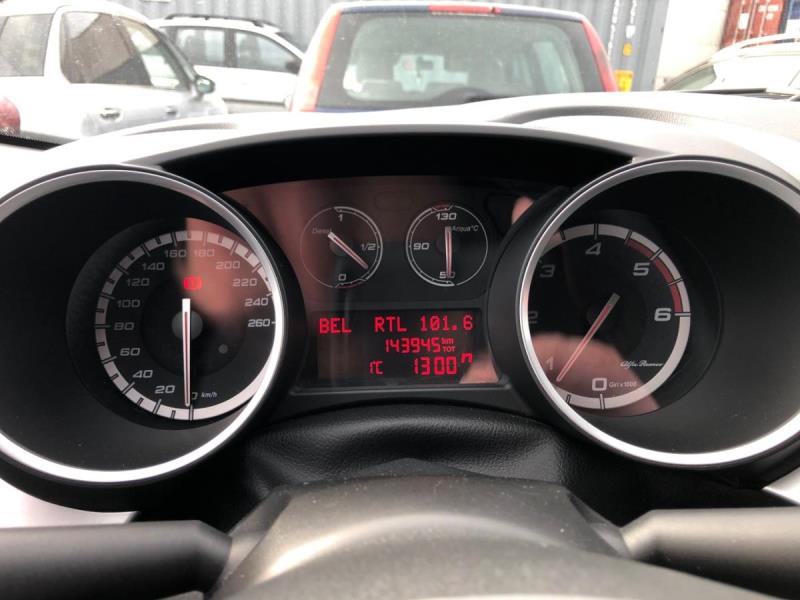 160 180
140 200
120 220
100 240
80 260
60
40
20 0
km/h
1
Diesel 1/2
0
130
Acqua°C
90
50
BEL RTL 101.6
143945 km
TOT
1°C 1300
3 4 5
2 6
1 0
Giri x 1000
Alfa Romeo